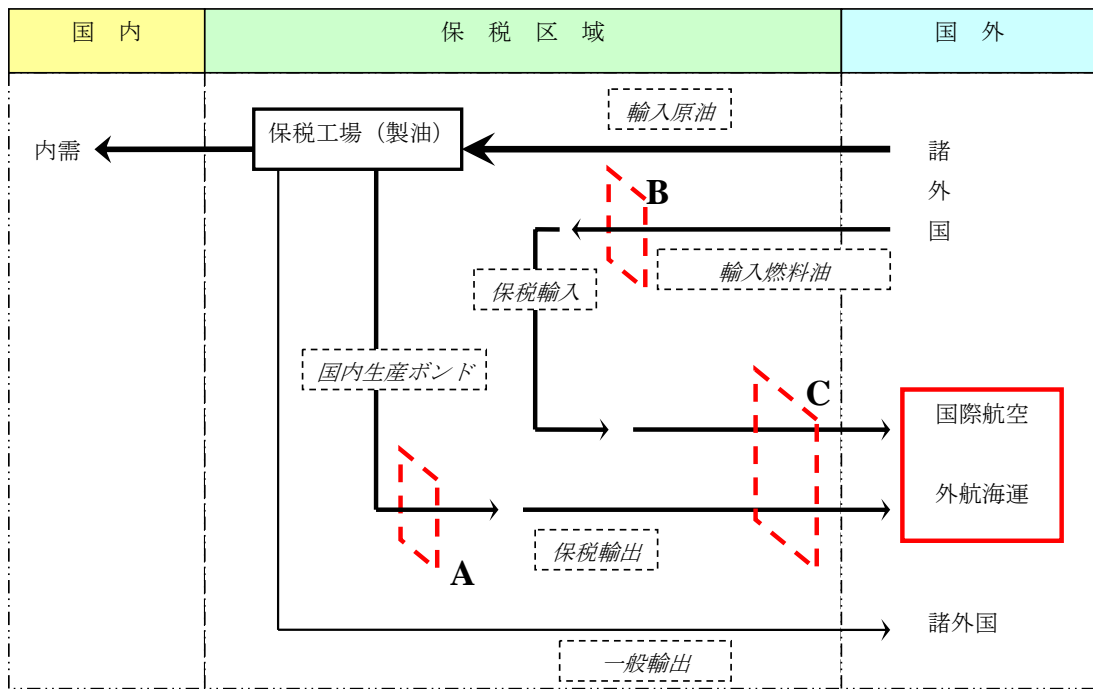 国 内
保 税 区 域
国 外
輸入原油
保税工場（製油）
内需
諸
外
国
B
輸入燃料油
保税輸入
国内生産ボンド
C
国際航空
外航海運
保税輸出
A
諸外国
一般輸出